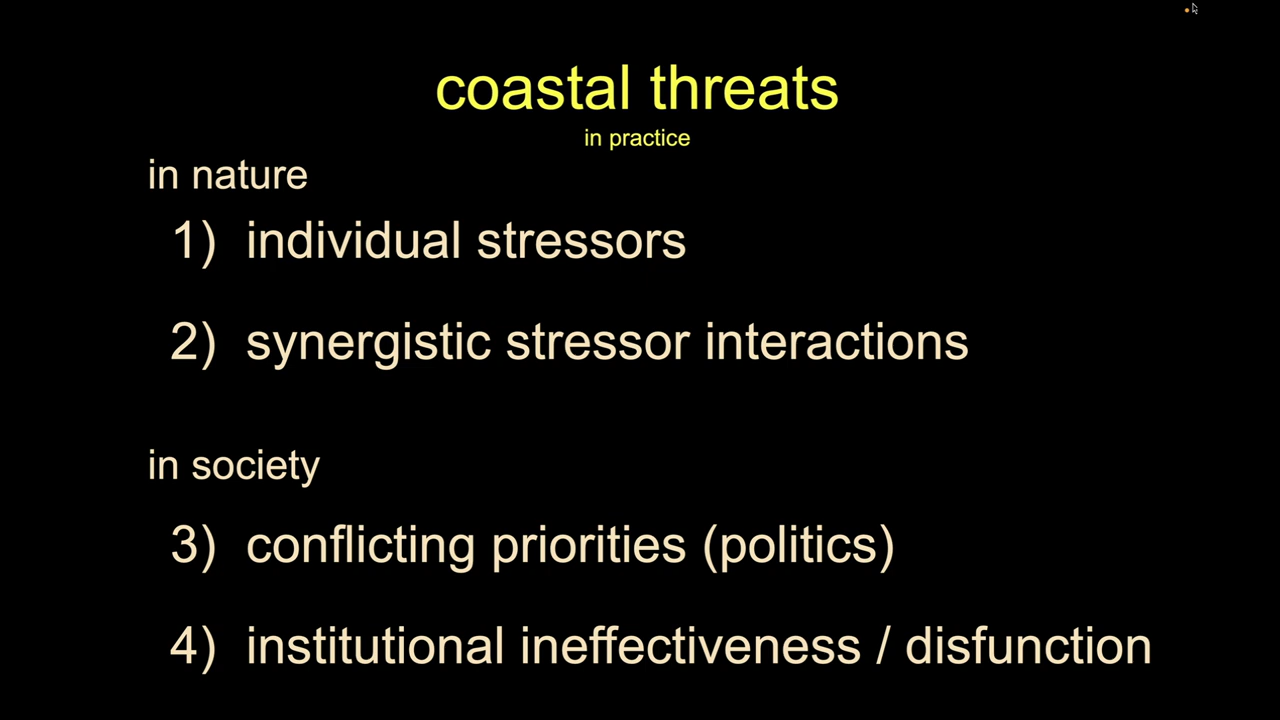 coastal threats
in practice
in nature
1) individual stressors
2) synergistic stressor interactions
in society
3) conflicting priorities (politics)
4) institutional ineffectiveness / disfunction